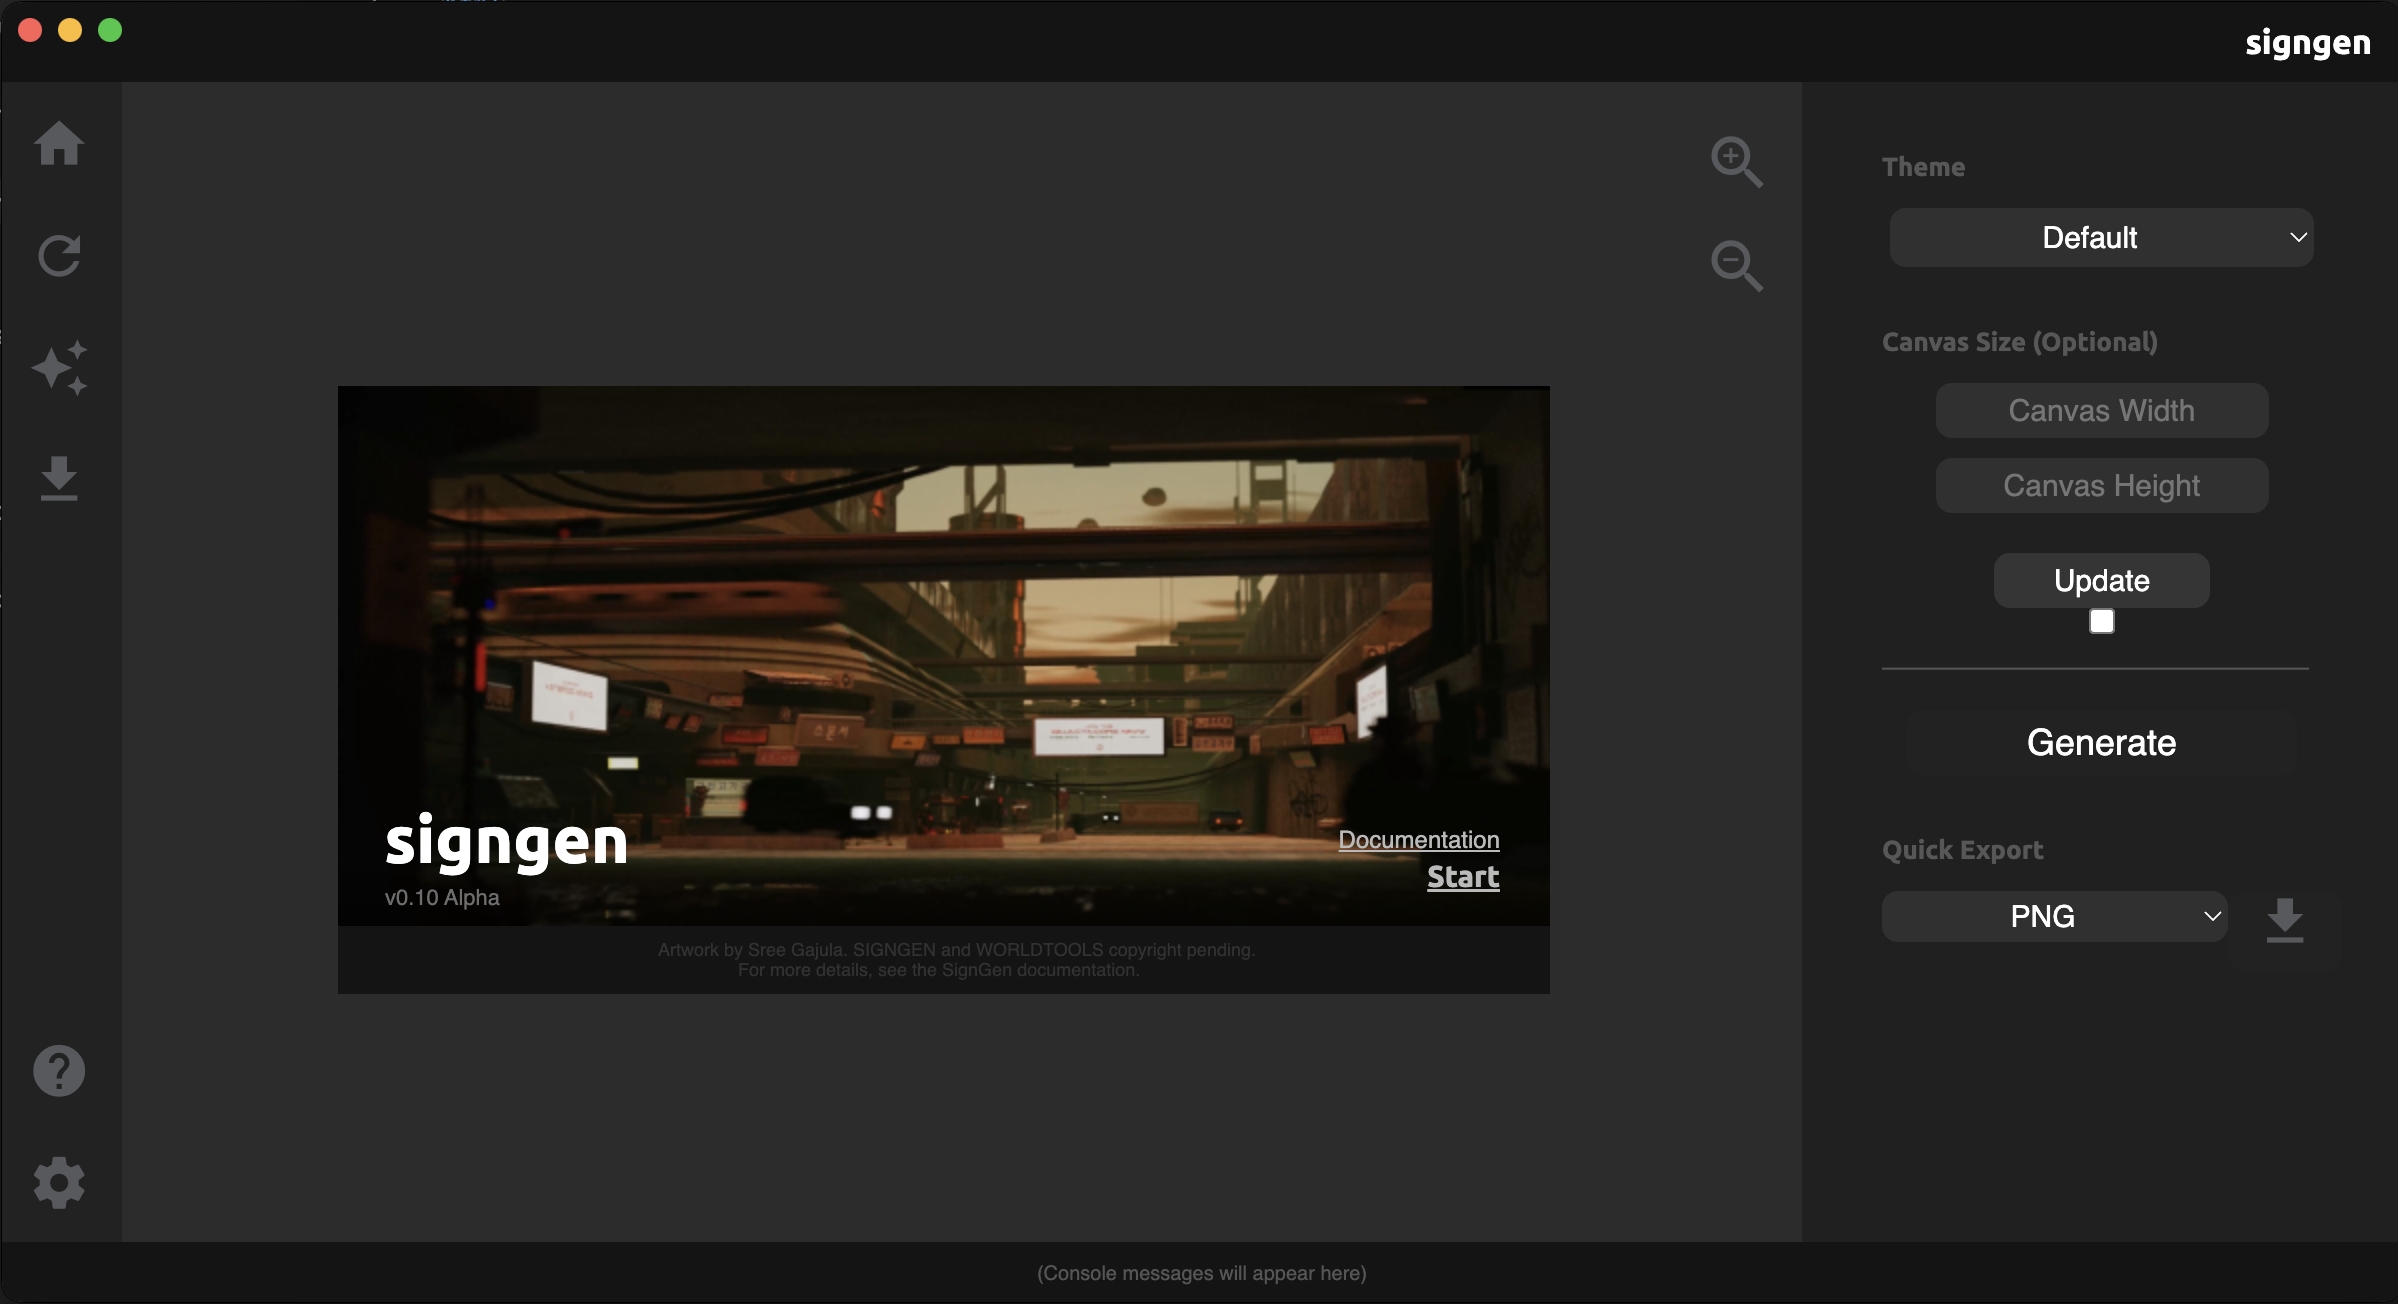 signgen
Theme
Default
Canvas Size (Optional)
Canvas Width
Canvas Height
Update
Generate
Quick Export
PNG
signgen
v0.10 Alpha
Documentation
Start
Artwork by Sree Gajula. SIGNGEN and WORLDTOOLS copyright pending.
For more details, see the SignGen documentation.
(Console messages will appear here)